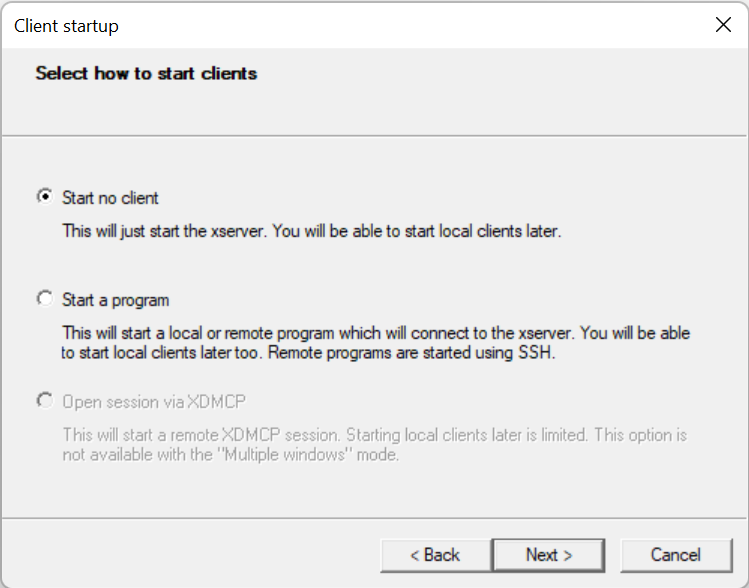 Client startup
Select how to start clients
Start no client
This will just start the xserver. You will be able to start local clients later.
Start a program
This will start a local or remote program which will connect to the xserver. You will be able
to start local clients later too. Remote programs are started using SSH.
Open session via XDMCP
This will start a remote XDMCP session. Starting local clients later is limited. This option is
not available with the "Multiple windows" mode.
< Back Next > Cancel